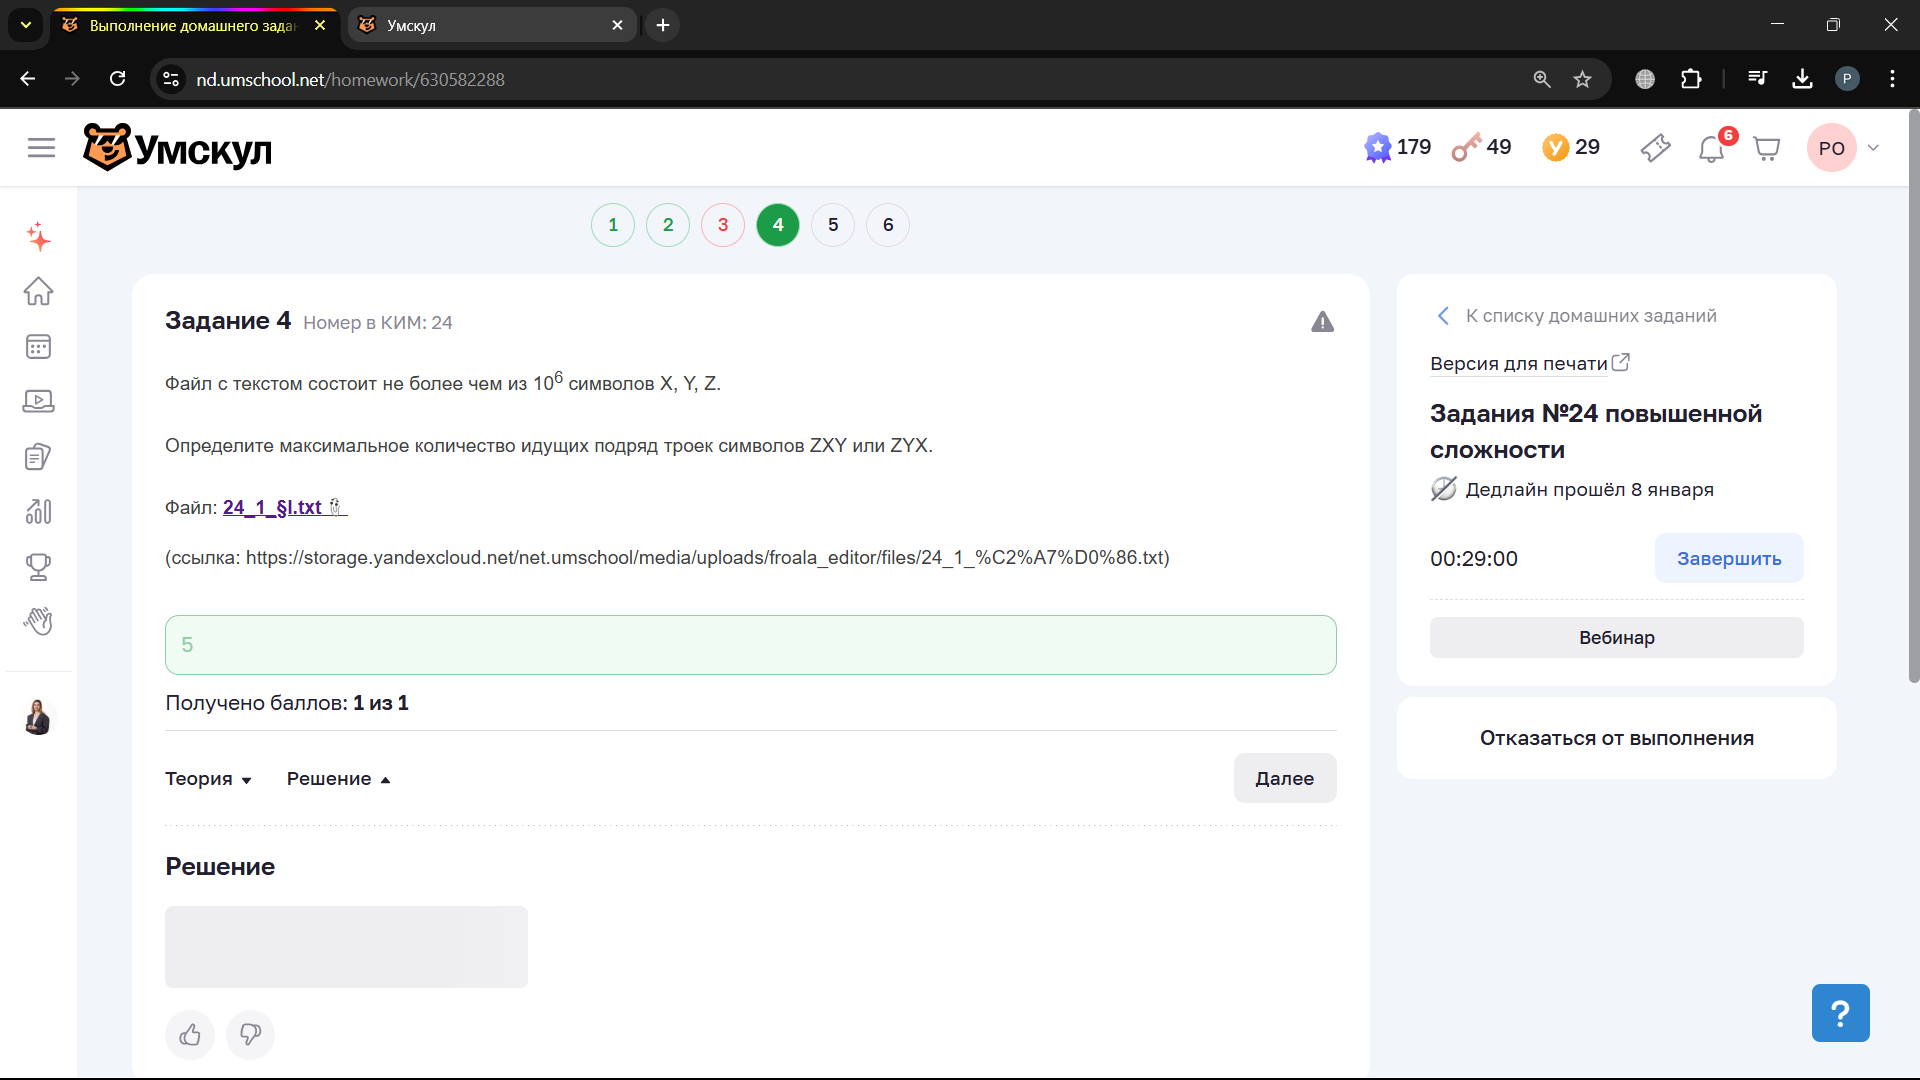 Выполнение домашнего зада
Умскул
nd.umschool.net/homework/630582288
P
Умскул
179
49
29
6
PO
1
2
3
4
5
6
Задание 4 Номер в КИМ: 24
Файл с текстом состоит не более чем из 10⁶ символов X, Y, Z.
Определите максимальное количество идущих подряд троек символов ZXY или ZYX.
Файл: 24_1_§І.txt
(ссылка: https://storage.yandexcloud.net/net.umschool/media/uploads/froala_editor/files/24_1_%C2%A7%D0%86.txt)
5
Получено баллов: 1 из 1
Теория
Решение
Далее
Решение
К списку домашних заданий
Версия для печати
Задания №24 повышенной
сложности
Дедлайн прошёл 8 января
00:29:00
Завершить
Вебинар
Отказаться от выполнения
?